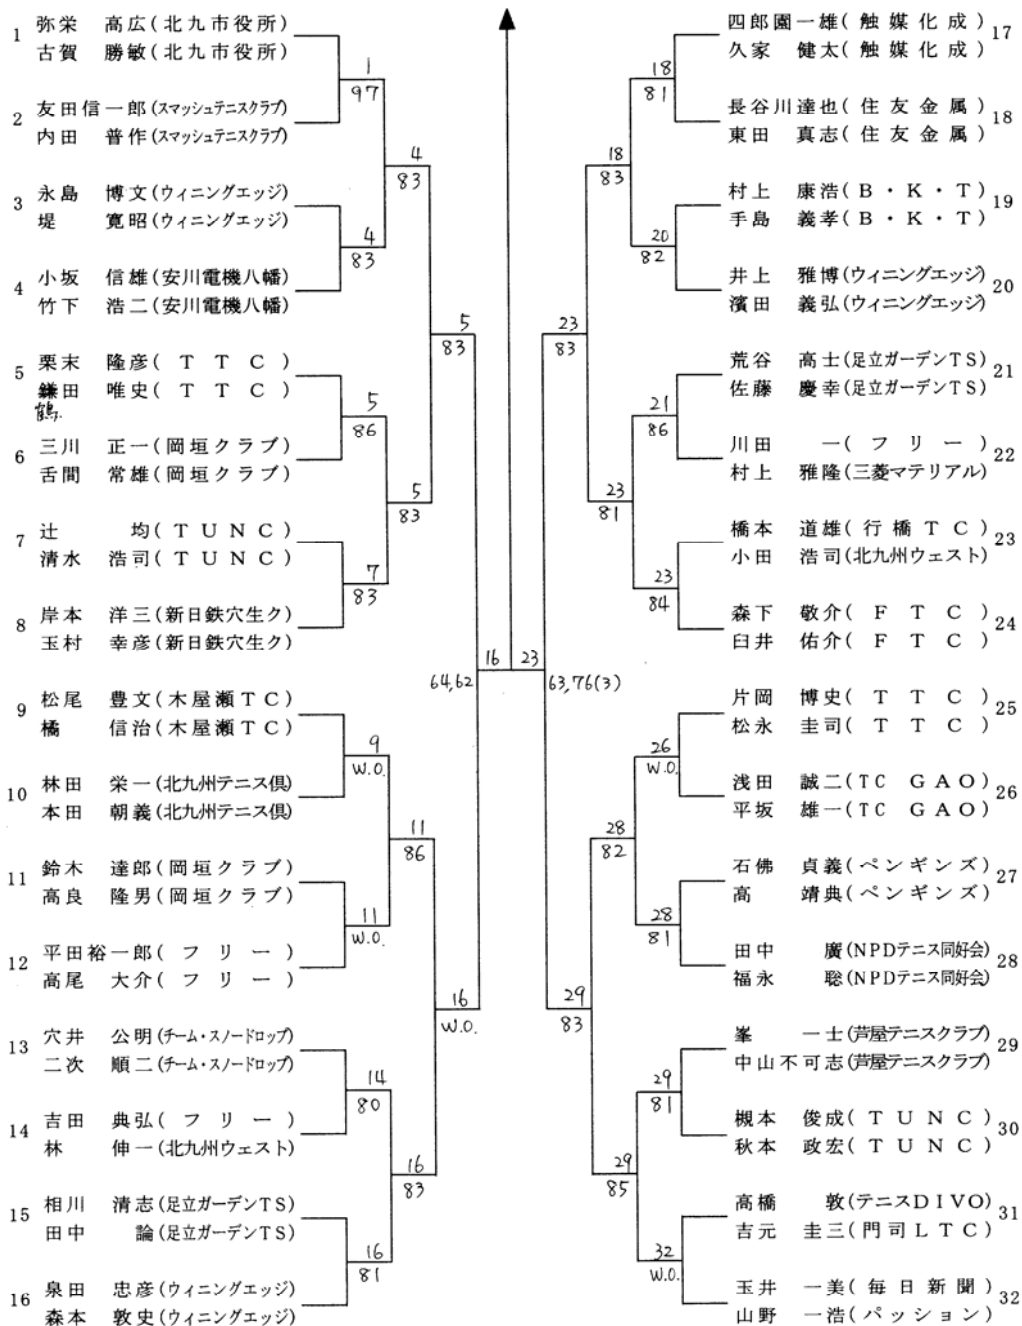 1 弥栄 高広(北九市役所)
古賀 勝敏(北九市役所)
1
97
2 友田信一郎(スマッシュテニスクラブ)
内田 普作(スマッシュテニスクラブ)
4
83
3 永島 博文(ウィニングエッジ)
堤 寛昭(ウィニングエッジ)
4
83
4 小坂 信雄(安川電機八幡)
竹下 浩二(安川電機八幡)
5
83
5 栗末 隆彦(TTC)
鎌田 唯史(TTC)
鶴
5
86
6 三川 正一(岡垣クラブ)
舌間 常雄(岡垣クラブ)
5
83
7 辻 均(TUNC)
清水 浩司(TUNC)
7
83
8 岸本 洋三(新日鉄穴生ク)
玉村 幸彦(新日鉄穴生ク)
16
64,62
9 松尾 豊文(木屋瀬TC)
橘 信治(木屋瀬TC)
9
W.O.
10 林田 栄一(北九州テニス倶)
本田 朝義(北九州テニス倶)
11
86
11 鈴木 達郎(岡垣クラブ)
高良 隆男(岡垣クラブ)
11
W.O.
12 平田裕一郎(フリー)
高尾 大介(フリー)
16
W.O.
13 穴井 公明(チーム・スノードロップ)
二次 順二(チーム・スノードロップ)
14
80
14 吉田 典弘(フリー)
林 伸一(北九州ウェスト)
16
83
15 相川 清志(足立ガーデンTS)
田中 論(足立ガーデンTS)
16
81
16 泉田 忠彦(ウィニングエッジ)
森本 敦史(ウィニングエッジ)
四郎園一雄(触媒化成) 17
久家 健太(触媒化成)
18
81
長谷川達也(住友金属) 18
東田 真志(住友金属)
18
83
村上 康浩(B・K・T) 19
手島 義孝(B・K・T)
20
82
井上 雅博(ウィニングエッジ) 20
濱田 義弘(ウィニングエッジ)
23
83
荒谷 高士(足立ガーデンTS) 21
佐藤 慶幸(足立ガーデンTS)
21
86
川田 一(フリー) 22
村上 雅隆(三菱マテリアル)
23
81
橋本 道雄(行橋TC) 23
小田 浩司(北九州ウェスト)
23
84
森下 敬介(FTC) 24
臼井 佑介(FTC)
23
63,76(3)
片岡 博史(TTC) 25
松永 圭司(TTC)
26
W.O.
浅田 誠二(TC GAO) 26
平坂 雄一(TC GAO)
28
82
石佛 貞義(ペンギンズ) 27
高 靖典(ペンギンズ)
28
81
田中 廣(NPDテニス同好会) 28
福永 聡(NPDテニス同好会)
29
83
峯 一士(芦屋テニスクラブ) 29
中山不可志(芦屋テニスクラブ)
29
81
槻本 俊成(TUNC) 30
秋本 政宏(TUNC)
29
85
高橋 敦(テニスDIVO) 31
吉元 圭三(門司LTC)
32
W.O.
玉井 一美(毎日新聞) 32
山野 一浩(パッション)